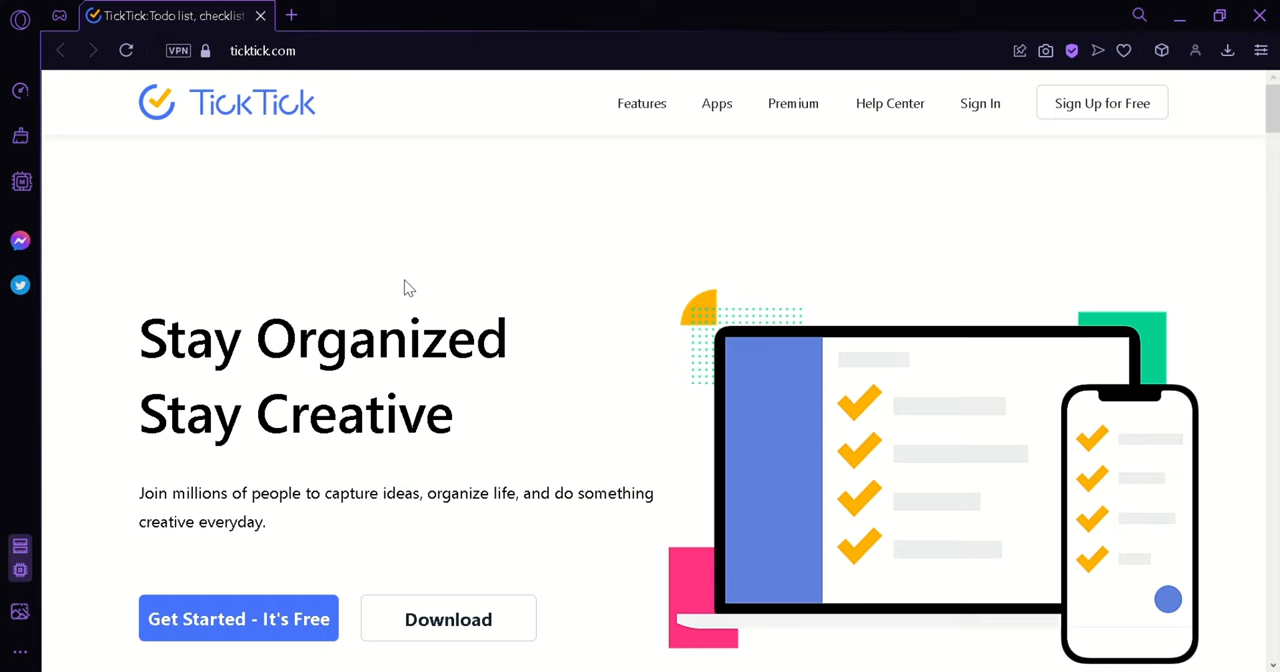 TickTick:Todo list, checklist
VPN
ticktick.com
TickTick
Features
Apps
Premium
Help Center
Sign In
Sign Up for Free
Stay Organized
Stay Creative
Join millions of people to capture ideas, organize life, and do something
creative everyday.
Get Started - It's Free
Download